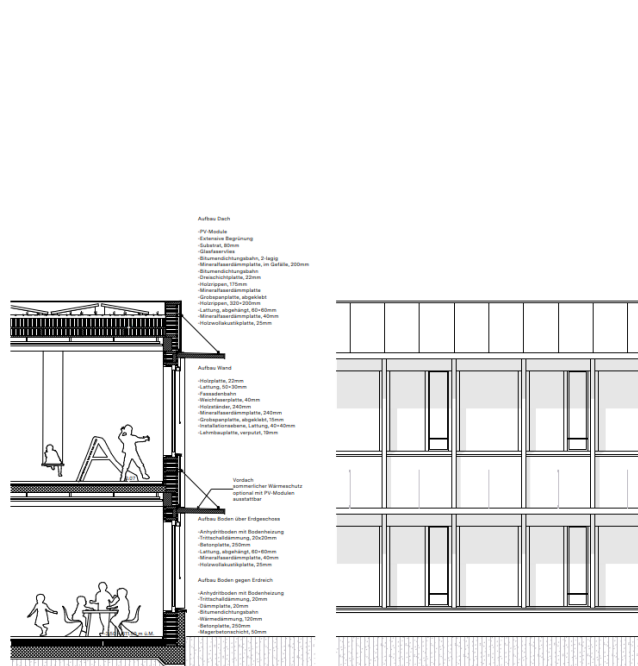 Aufbau Dach
-PV-Module
-Extensive Begrünung
-Substrat, 80mm
-Glasfaservlies
-Bitumendichtungsbahn, 2-lagig
-Mineralfaserdämmplatte, im Gefälle, 200mm
-Bitumendichtungsbahn
-Dreischichtplatte, 22mm
-Holzrippen, 175mm
-Mineralfaserdämmplatte
-Grobspanplatte, abgeklebt
-Holzrippen, 320×200mm
-Lattung, abgehängt, 60×60mm
-Mineralfaserdämmplatte, 40mm
-Holzwollakustikplatte, 25mm
Aufbau Wand
-Holzplatte, 22mm
-Lattung, 50×30mm
-Fassadenbahn
-Weichfaserplatte, 40mm
-Holzständer, 240mm
-Mineralfaserdämmplatte, 240mm
-Grobspanplatte, abgeklebt, 15mm
-Installationsebene, Lattung, 40×40mm
-Lehmbauplatte, verputzt, 19mm
Vordach
sommerlicher Wärmeschutz
optional mit PV-Modulen
ausstattbar
Aufbau Boden über Erdgeschoss
-Anhydritboden mit Bodenheizung
-Trittschalldämmung, 20x20mm
-Betonplatte, 250mm
-Lattung, abgehängt, 60×60mm
-Mineralfaserdämmplatte, 40mm
-Holzwollakustikplatte, 25mm
Aufbau Boden gegen Erdreich
-Anhydritboden mit Bodenheizung
-Trittschalldämmung, 20mm
-Dämmplatte, 20mm
-Bitumendichtungsbahn
-Wärmedämmung, 120mm
-Betonplatte, 250mm
-Magerbetonschicht, 50mm